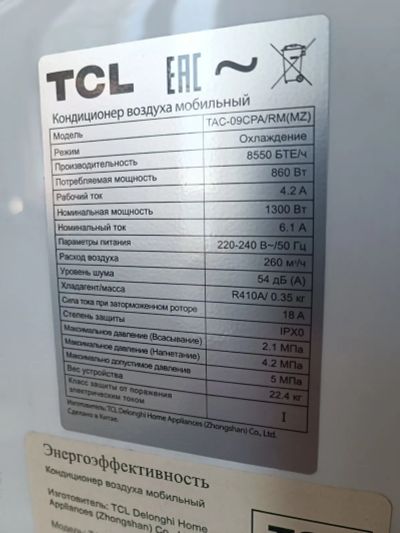 TCL EAC
Кондиционер воздуха мобильный
Модель TAC-09CPA/RM(MZ)
Режим Охлаждение
Производительность 8550 БТЕ/ч
Потребляемая мощность 860 Вт
Рабочий ток 4.2 А
Номинальная мощность 1300 Вт
Номинальный ток 6.1 А
Параметры питания 220-240 В~/50 Гц
Расход воздуха 260 м³/ч
Уровень шума 54 дБ (А)
Хладагент/масса R410A/ 0.35 кг
Сила тока при заторможенном роторе 18 А
Степень защиты IPX0
Максимальное давление (Всасывание) 2.1 МПа
Максимальное давление (Нагнетание) 4.2 МПа
Максимально допустимое давление 5 МПа
Вес устройства 22.4 кг
Класс защиты от поражения
электрическим током I
Изготовитель: TCL Delonghi Home Appliances (Zhongshan) Co., Ltd.
Сделано в Китае.
Энергоэффективность
Кондиционер воздуха мобильный
Изготовитель: TCL Delonghi Home
Appliances (Zhongshan) Co.,
TCL